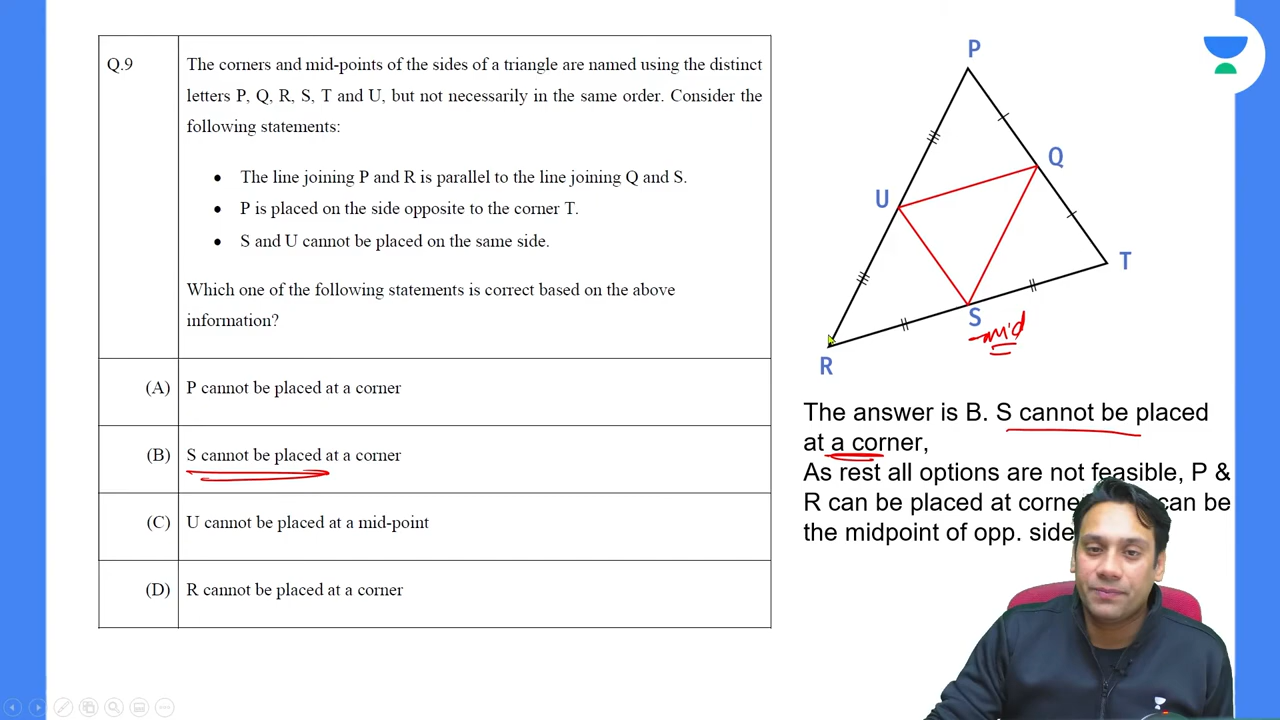 Q.9
The corners and mid-points of the sides of a triangle are named using the distinct
letters P, Q, R, S, T and U, but not necessarily in the same order. Consider the
following statements:
• The line joining P and R is parallel to the line joining Q and S.
• P is placed on the side opposite to the corner T.
• S and U cannot be placed on the same side.
Which one of the following statements is correct based on the above
information?
(A) P cannot be placed at a corner
(B) S cannot be placed at a corner
(C) U cannot be placed at a mid-point
(D) R cannot be placed at a corner
P
Q
U
T
S
mid
R
The answer is B. S cannot be placed
at a corner,
As rest all options are not feasible, P &
R can be placed at corner can be
the midpoint of opp. side